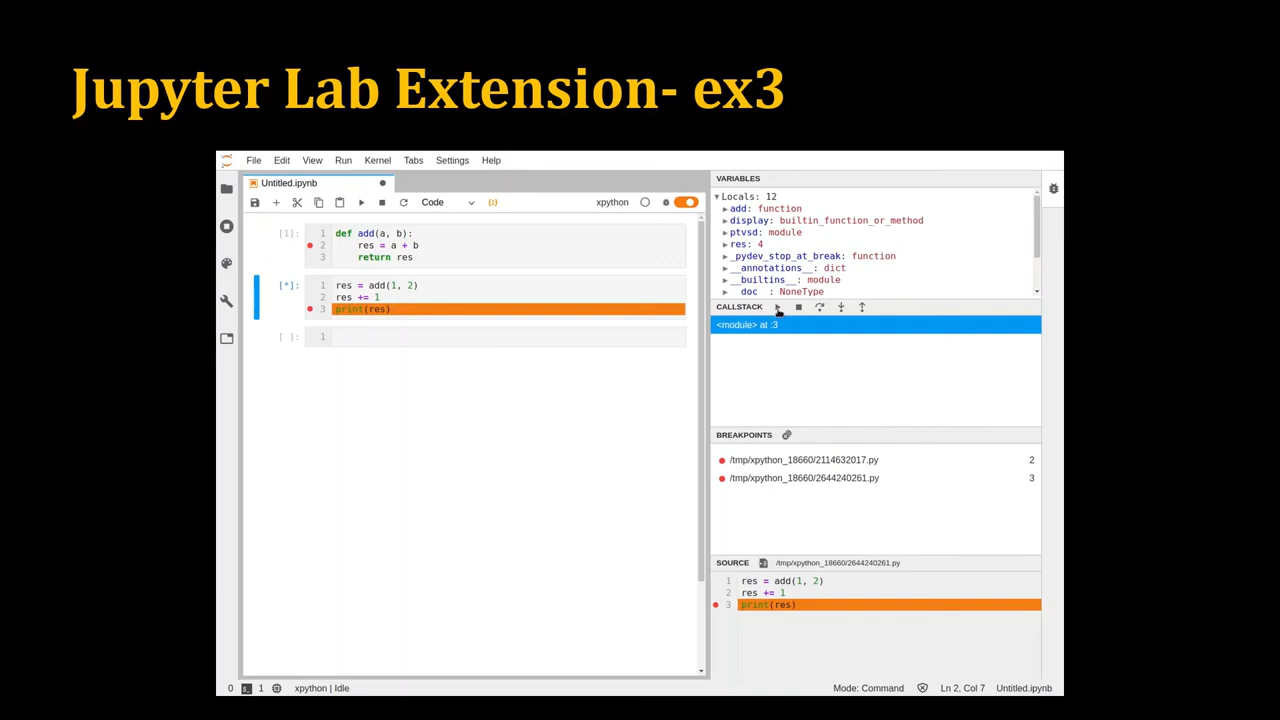 Jupyter Lab Extension- ex3
File Edit View Run Kernel Tabs Settings Help
Untitled.ipynb
Code xpython
[1]: 1 def add(a, b):
2 res = a + b
3 return res
[*]: 1 res = add(1, 2)
2 res += 1
3 print(res)
[ ]: 1
VARIABLES
Locals: 12
add: function
display: builtin_function_or_method
ptvsd: module
res: 4
_pydev_stop_at_break: function
__annotations__: dict
__builtins__: module
doc : NoneType
CALLSTACK
<module> at :3
BREAKPOINTS
/tmp/xpython_18660/2114632017.py 2
/tmp/xpython_18660/2644240261.py 3
SOURCE /tmp/xpython_18660/2644240261.py
1 res = add(1, 2)
2 res += 1
3 print(res)
0 1 xpython | Idle Mode: Command Ln 2, Col 7 Untitled.ipynb